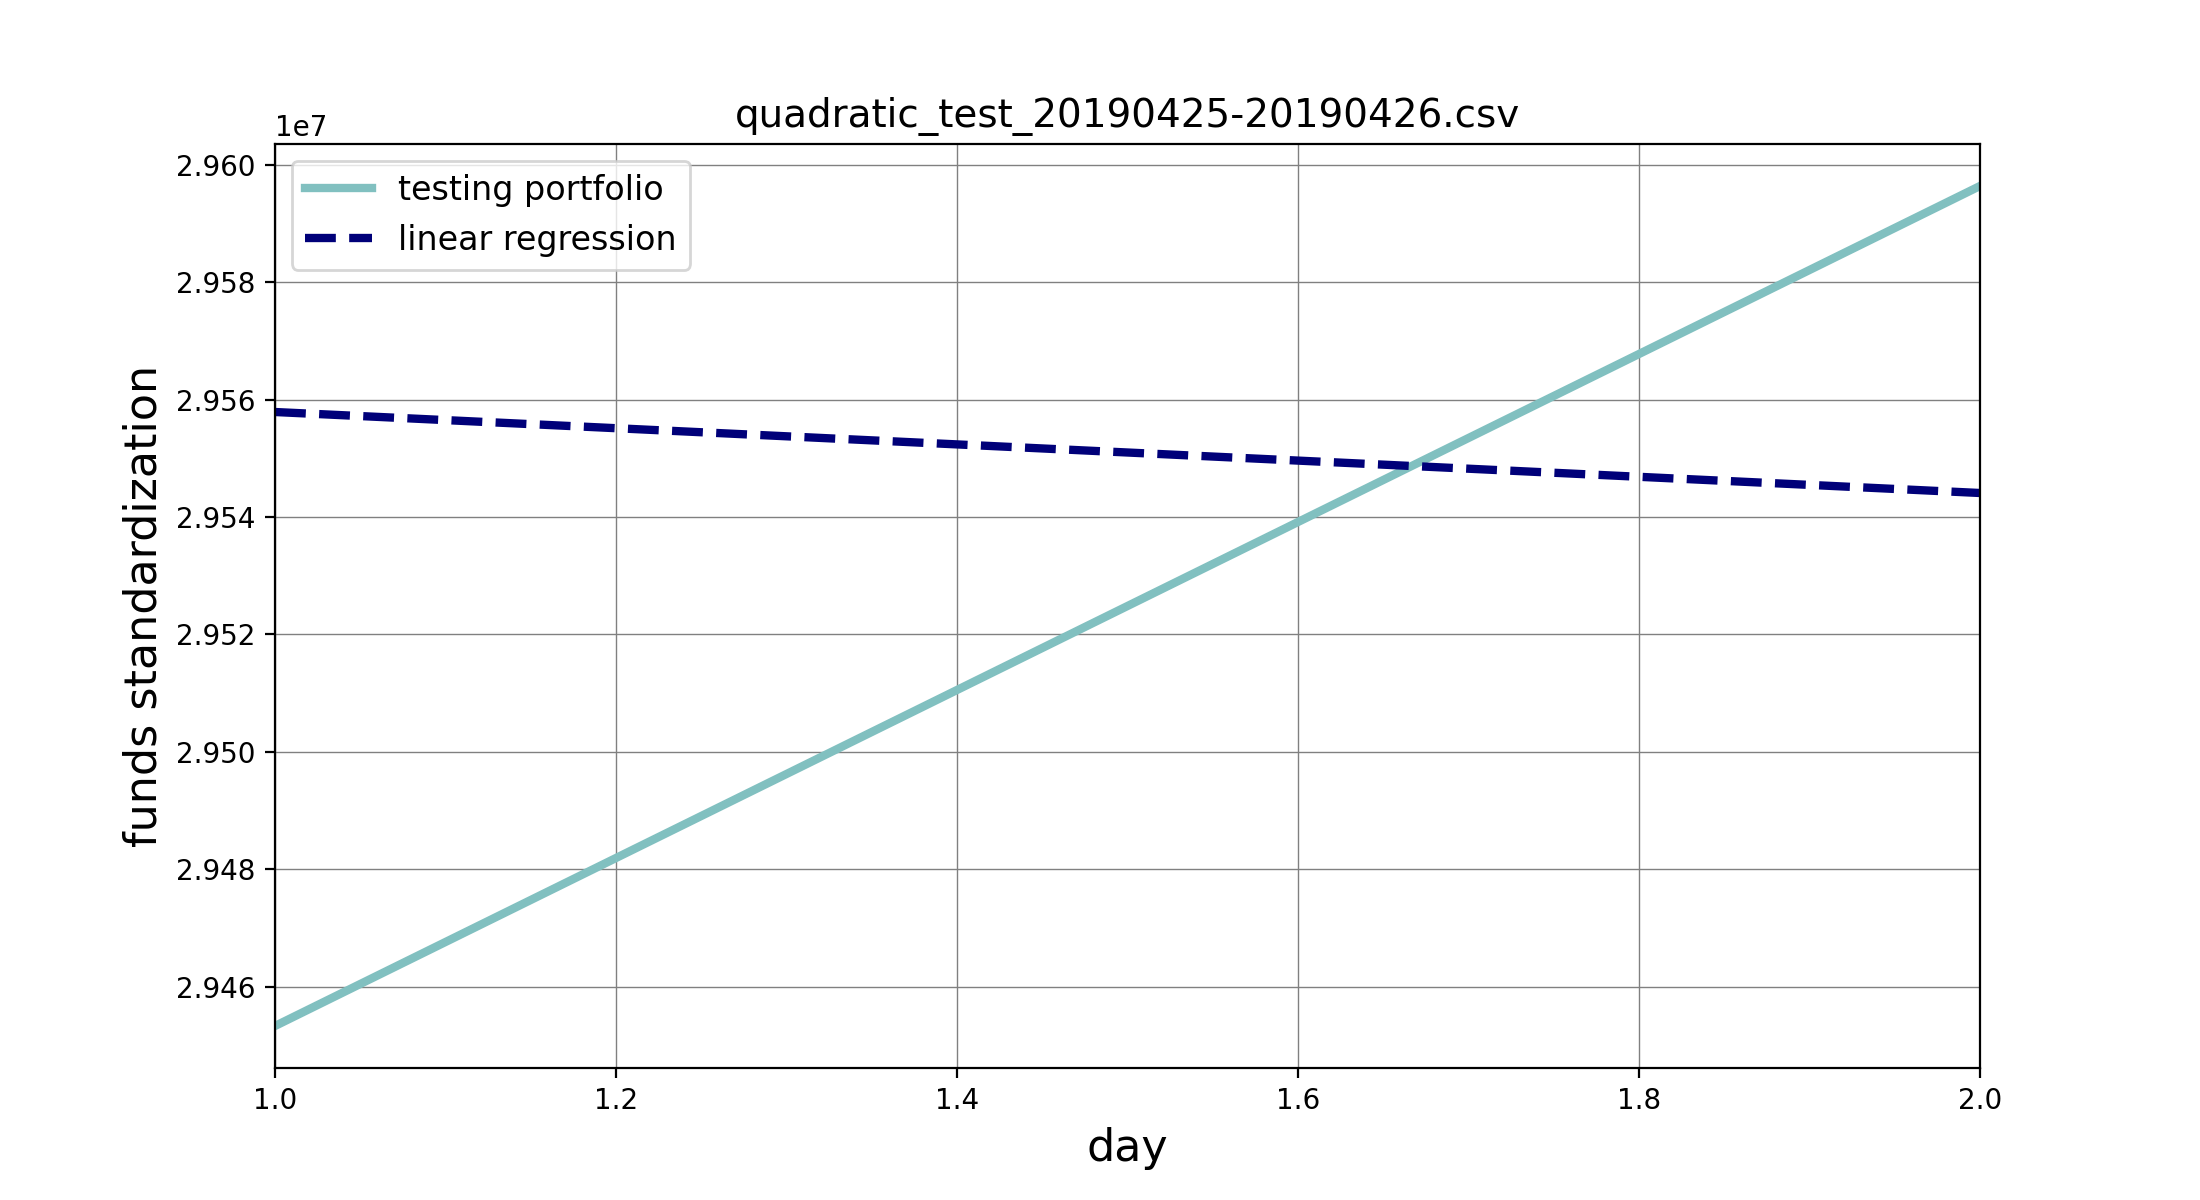 quadratic_test_20190425-20190426.csv
1e7
testing portfolio
linear regression
2.960
2.958
2.956
2.954
2.952
2.950
2.948
2.946
funds standardization
1.0 1.2 1.4 1.6 1.8 2.0
day